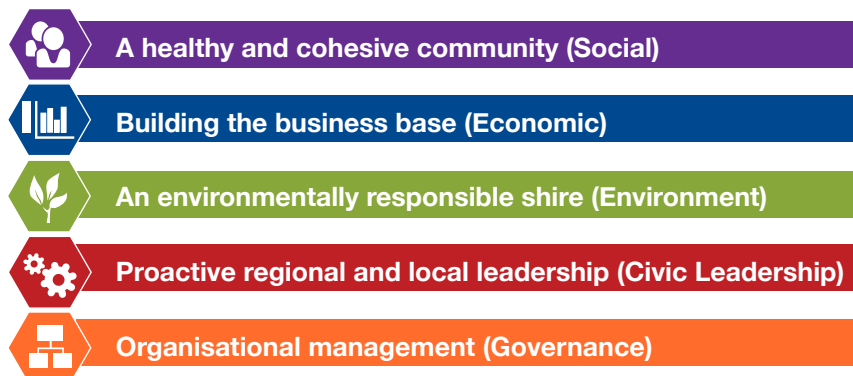 A healthy and cohesive community (Social)
Building the business base (Economic)
An environmentally responsible shire (Environment)
Proactive regional and local leadership (Civic Leadership)
Organisational management (Governance)